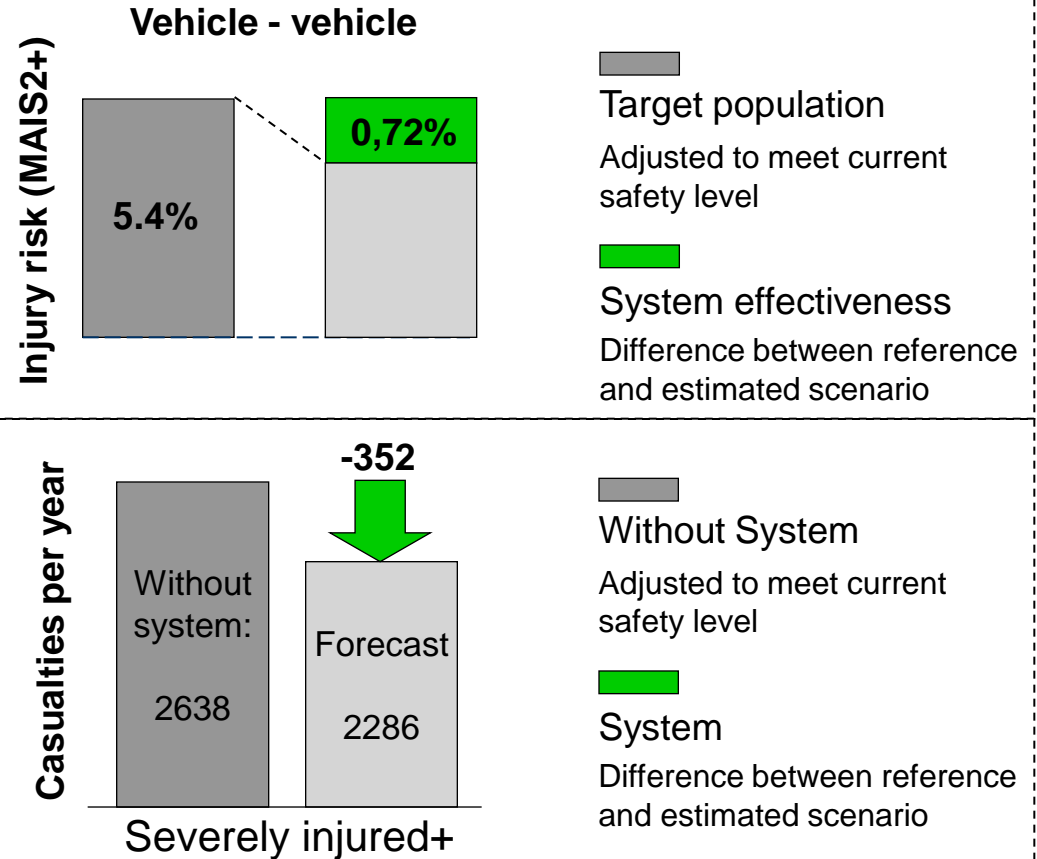 Vehicle - vehicle
Injury risk (MAIS2+)
5.4%
0,72%
Target population
Adjusted to meet current
safety level
System effectiveness
Difference between reference
and estimated scenario
Casualties per year
Without
system:
2638
-352
Forecast
2286
Severely injured+
Without System
Adjusted to meet current
safety level
System
Difference between reference
and estimated scenario